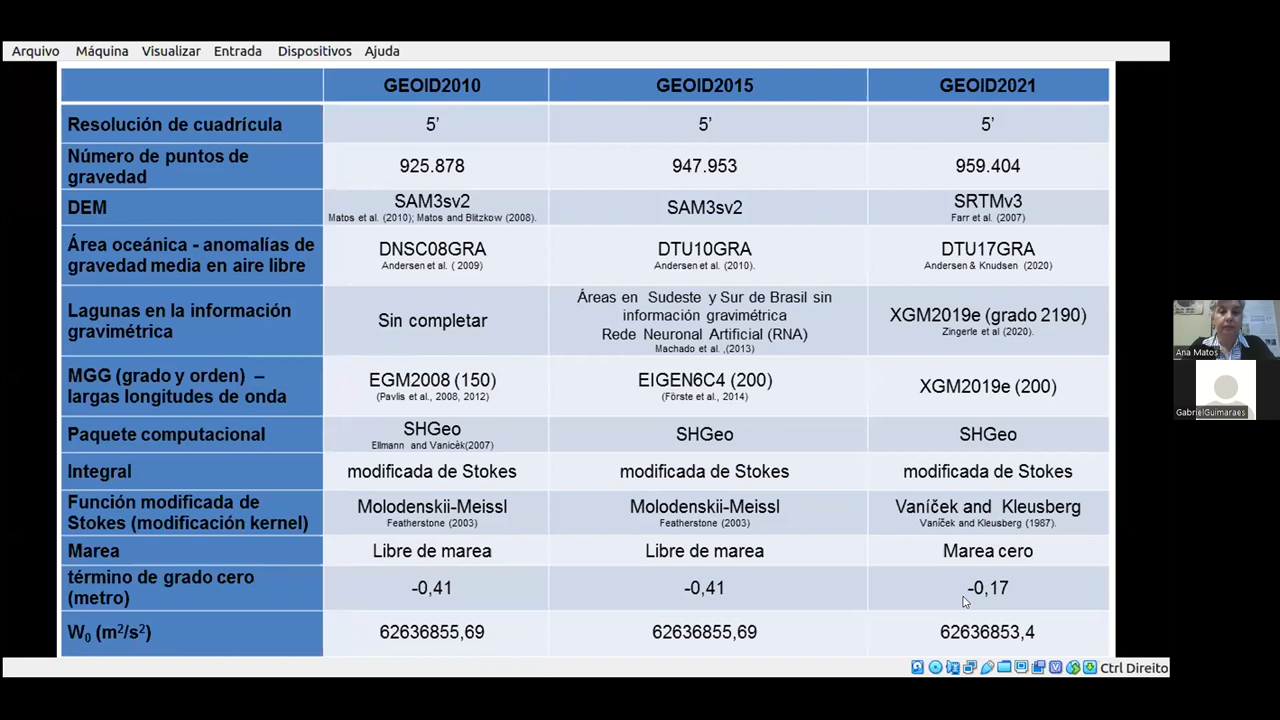 Arquivo Máquina Visualizar Entrada Dispositivos Ajuda
GEOID2010 GEOID2015 GEOID2021
Resolución de cuadrícula 5’ 5’ 5’
Número de puntos de
gravedad 925.878 947.953 959.404
DEM SAM3sv2 SAM3sv2 SRTMv3
Matos et al. (2010); Matos and Blitzkow (2008). Farr et al. (2007)
Área oceánica - anomalías de
gravedad media en aire libre
DNSC08GRA DTU10GRA DTU17GRA
Andersen et al. ( 2009) Andersen et al. (2010). Andersen & Knudsen (2020)
Lagunas en la información
gravimétrica
Sin completar
Áreas en Sudeste y Sur de Brasil sin
información gravimétrica
Rede Neuronal Artificial (RNA)
Machado et al. ,(2013)
XGM2019e (grado 2190)
Zingerle et al (2020).
MGG (grado y orden) –
largas longitudes de onda
EGM2008 (150) EIGEN6C4 (200) XGM2019e (200)
(Pavlis et al., 2008, 2012) (Förste et al., 2014)
Paquete computacional SHGeo SHGeo SHGeo
Ellmann and Vanicèk(2007)
Integral modificada de Stokes modificada de Stokes modificada de Stokes
Función modificada de
Stokes (modificación kernel)
Molodenskii-Meissl Molodenskii-Meissl Vaníček and Kleusberg
Featherstone (2003) Featherstone (2003) Vaníček and Kleusberg (1987).
Marea Libre de marea Libre de marea Marea cero
término de grado cero
(metro) -0,41 -0,41 -0,17
W₀ (m²/s²) 62636855,69 62636855,69 62636853,4
Ctrl Direito
Ana Matos
GabrielGuimaraes